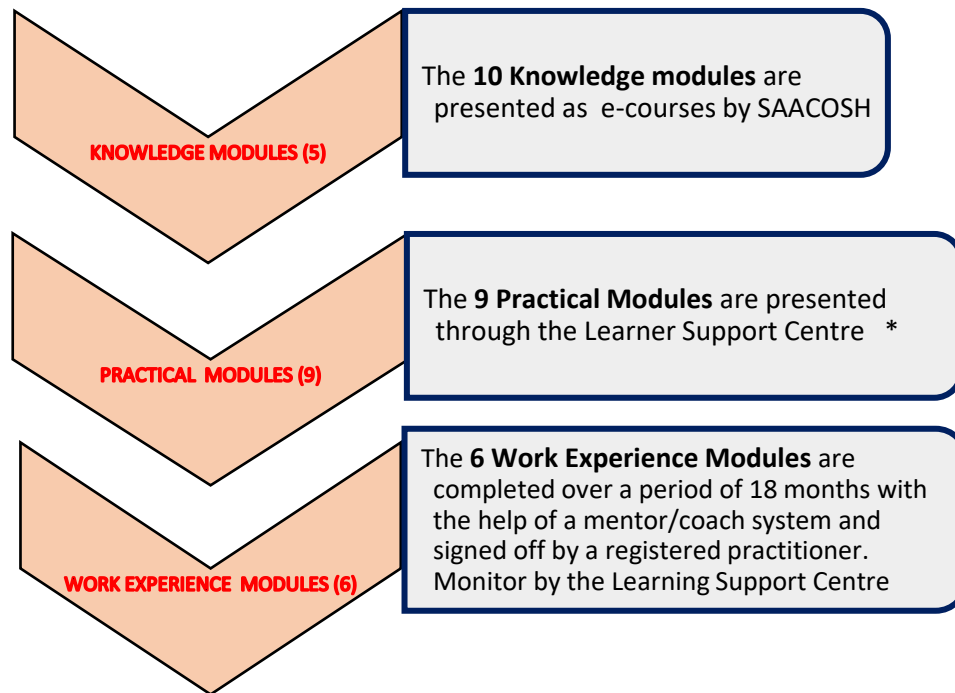 The 10 Knowledge modules are
presented as e-courses by SAACOSH
KNOWLEDGE MODULES (5)
The 9 Practical Modules are presented
through the Learner Support Centre *
PRACTICAL MODULES (9)
The 6 Work Experience Modules are
completed over a period of 18 months with
the help of a mentor/coach system and
signed off by a registered practitioner.
Monitor by the Learning Support Centre
WORK EXPERIENCE MODULES (6)